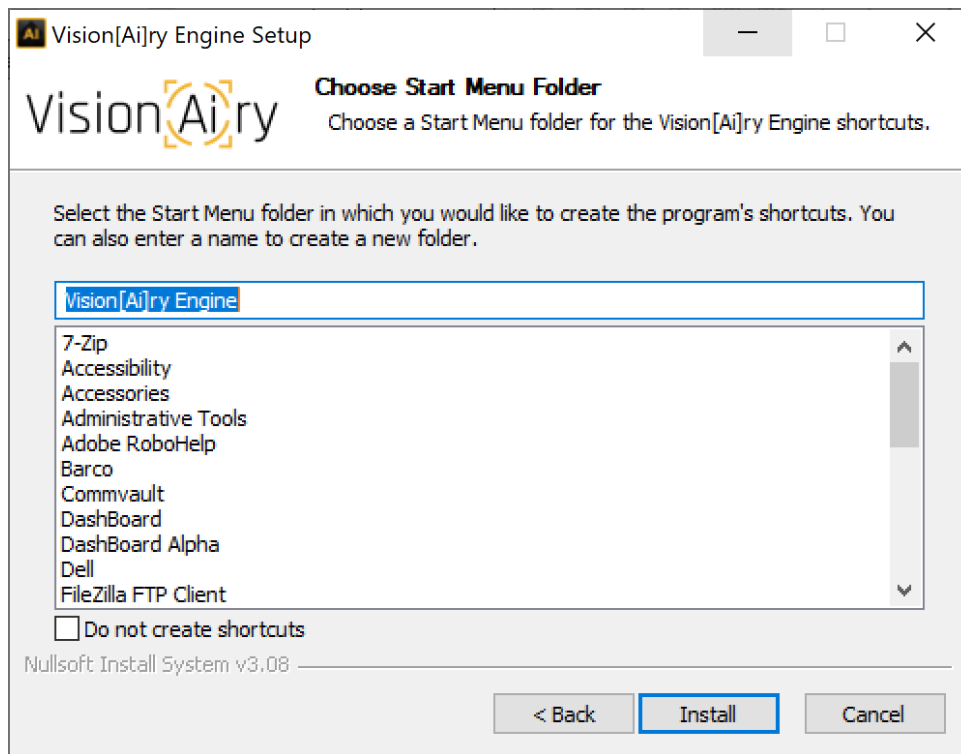 Ai Vision[Ai]ry Engine Setup
Vision[Ai]ry
Choose Start Menu Folder
Choose a Start Menu folder for the Vision[Ai]ry Engine shortcuts.
Select the Start Menu folder in which you would like to create the program's shortcuts. You
can also enter a name to create a new folder.
Vision[Ai]ry Engine
7-Zip
Accessibility
Accessories
Administrative Tools
Adobe RoboHelp
Barco
Commvault
DashBoard
DashBoard Alpha
Dell
FileZilla FTP Client
Do not create shortcuts
Nullsoft Install System v3.08
< Back Install Cancel